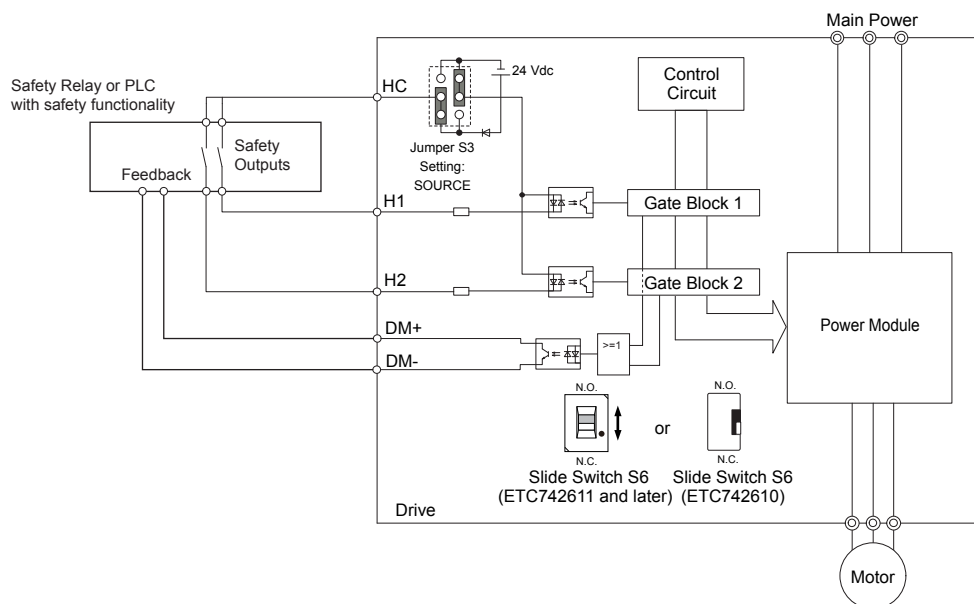 Main Power
Safety Relay or PLC
with safety functionality
HC
24 Vdc
Control
Circuit
Safety
Outputs
Feedback
Jumper S3
Setting:
SOURCE
H1
Gate Block 1
H2
Gate Block 2
DM+
DM-
>=1
Power Module
N.O.
N.O.
or
N.C.
N.C.
Slide Switch S6
(ETC742611 and later)
Slide Switch S6
(ETC742610)
Drive
Motor